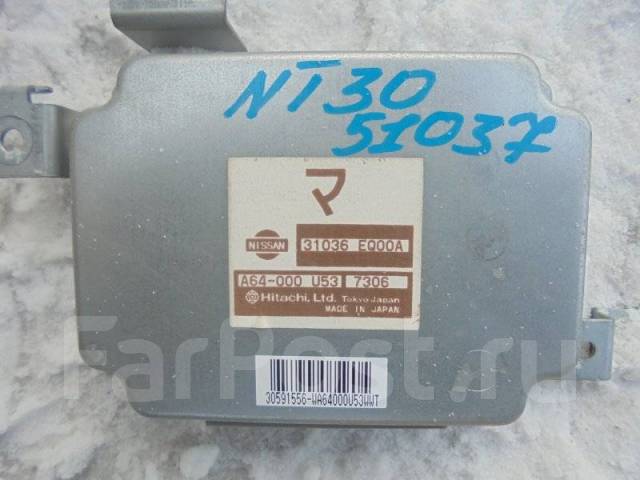 NT30
51037
マ
NISSAN 31036 EQ00A
A64-000 U53 7306
Hitachi, Ltd. Tokyo Japan
MADE IN JAPAN
30591556-WA64000U53WWT
FarPost.ru